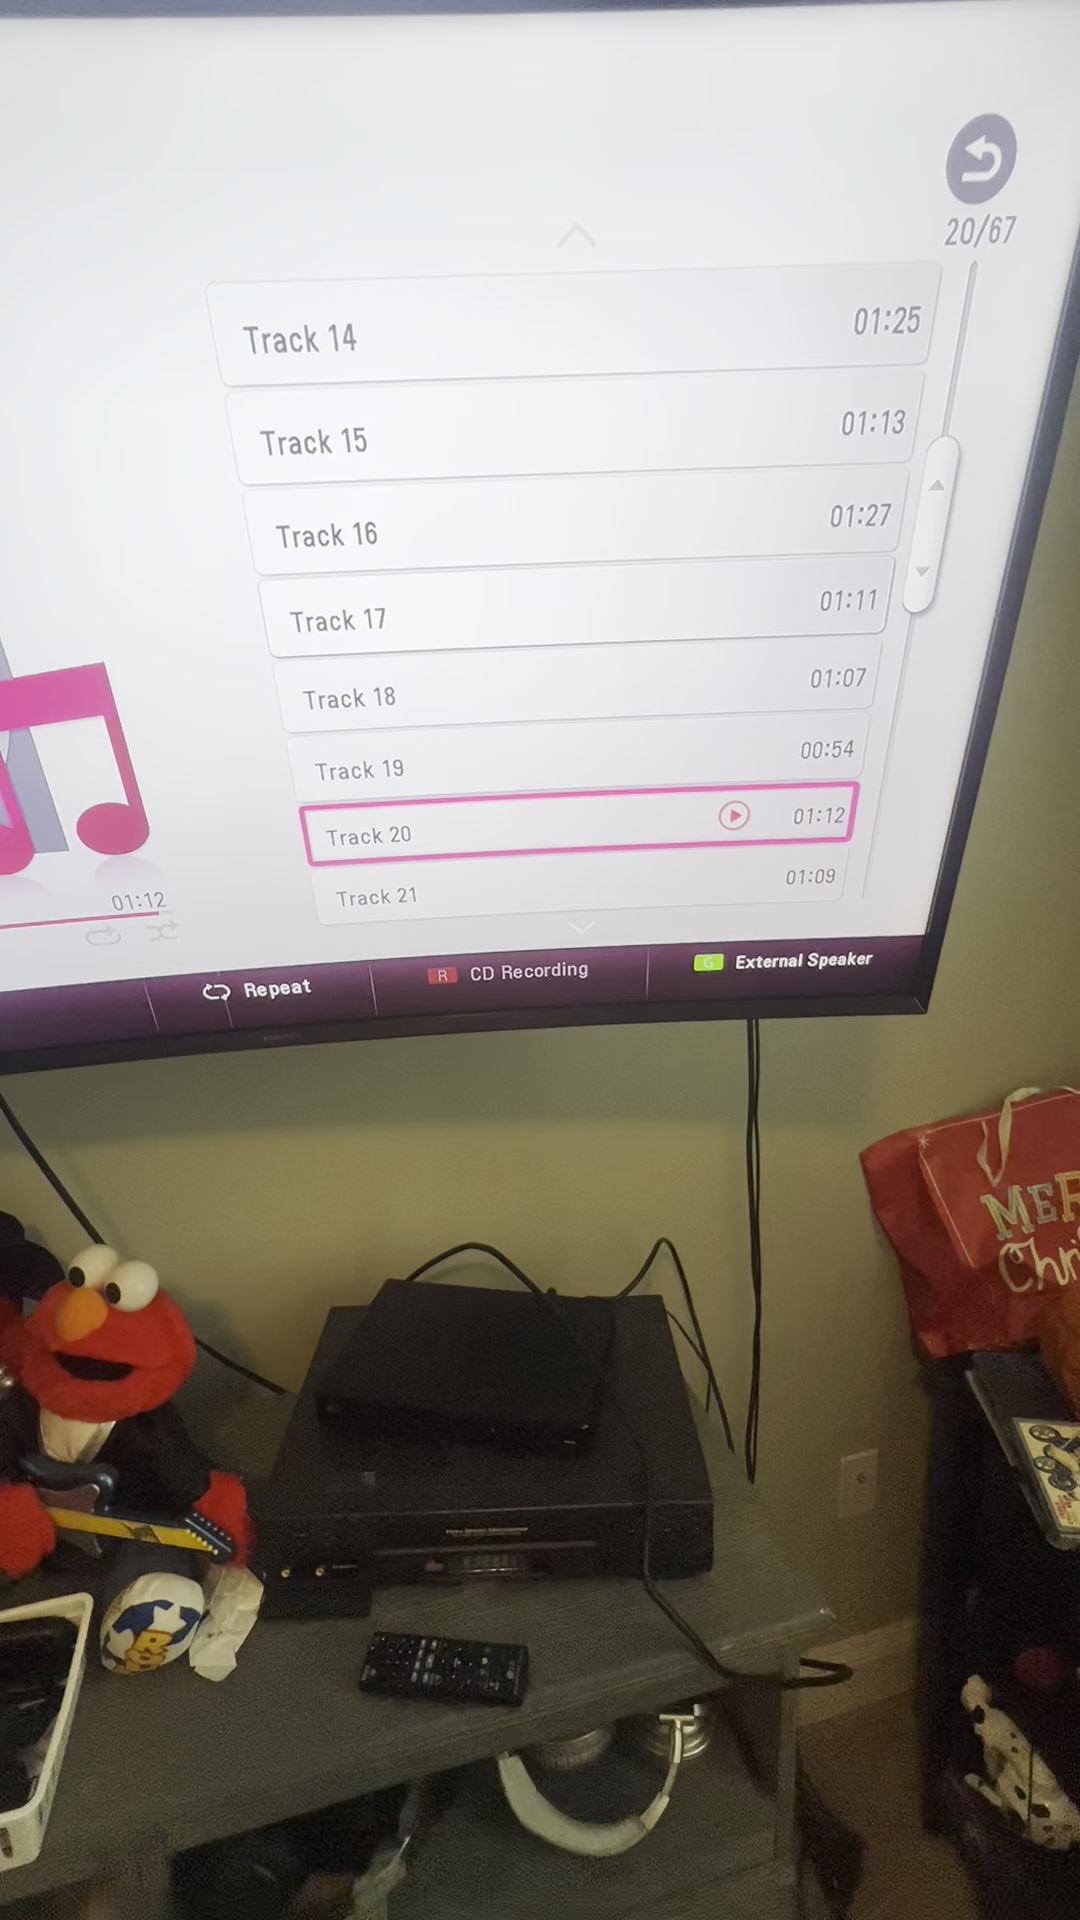 20/67
Track 14 01:25
Track 15 01:13
Track 16 01:27
Track 17 01:11
Track 18 01:07
Track 19 00:54
Track 20 01:12
Track 21 01:09
01:12
Repeat
R CD Recording
G External Speaker